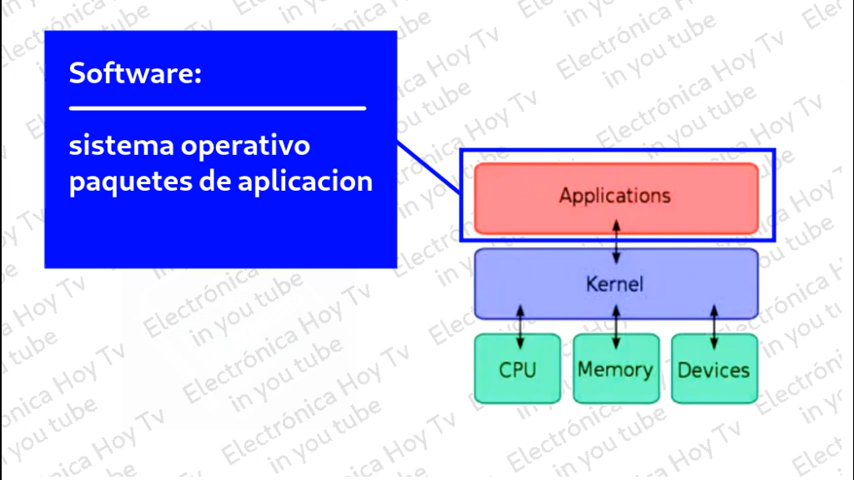 Software:
sistema operativo
paquetes de aplicacion
Applications
Kernel
CPU
Memory
Devices
Electrónica Hoy Tv
in you tube